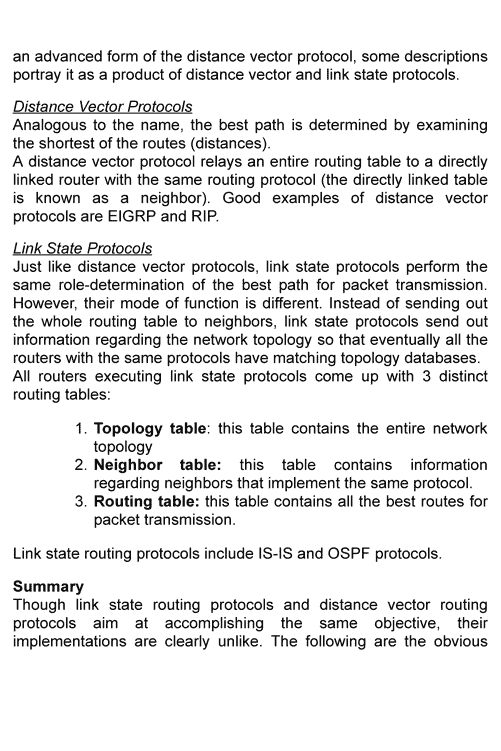 an advanced form of the distance vector protocol, some descriptions
portray it as a product of distance vector and link state protocols.
Distance Vector Protocols
Analogous to the name, the best path is determined by examining
the shortest of the routes (distances).
A distance vector protocol relays an entire routing table to a directly
linked router with the same routing protocol (the directly linked table
is known as a neighbor). Good examples of distance vector
protocols are EIGRP and RIP.
Link State Protocols
Just like distance vector protocols, link state protocols perform the
same role-determination of the best path for packet transmission.
However, their mode of function is different. Instead of sending out
the whole routing table to neighbors, link state protocols send out
information regarding the network topology so that eventually all the
routers with the same protocols have matching topology databases.
All routers executing link state protocols come up with 3 distinct
routing tables:
1. Topology table: this table contains the entire network
topology
2. Neighbor table: this table contains information
regarding neighbors that implement the same protocol.
3. Routing table: this table contains all the best routes for
packet transmission.
Link state routing protocols include IS-IS and OSPF protocols.
Summary
Though link state routing protocols and distance vector routing
protocols aim at accomplishing the same objective, their
implementations are clearly unlike. The following are the obvious